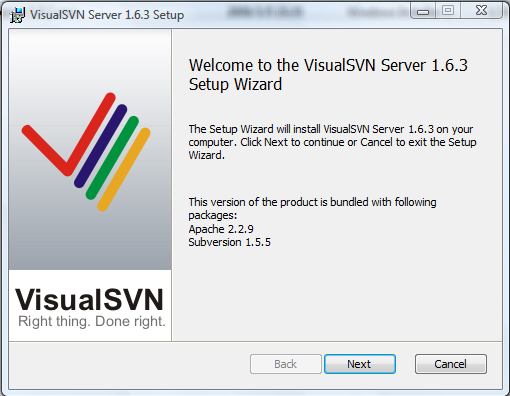 VisualSVN Server 1.6.3 Setup
Welcome to the VisualSVN Server 1.6.3
Setup Wizard
The Setup Wizard will install VisualSVN Server 1.6.3 on your
computer. Click Next to continue or Cancel to exit the Setup
Wizard.
This version of the product is bundled with following
packages:
Apache 2.2.9
Subversion 1.5.5
VisualSVN
Right thing. Done right.
Back
Next
Cancel